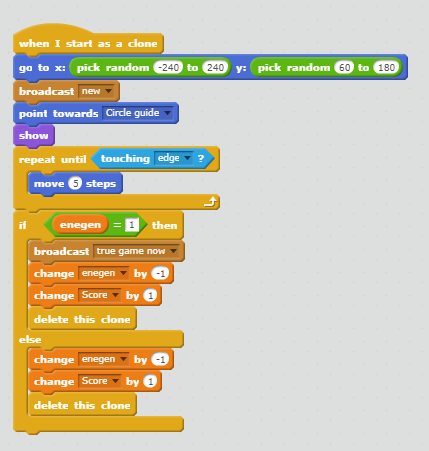 when I start as a clone
go to x: pick random -240 to 240 y: pick random 60 to 180
broadcast new
point towards Circle guide
show
repeat until touching edge ?
move 5 steps
if enegen = 1 then
broadcast true game now
change enegen by -1
change Score by 1
delete this clone
else
change enegen by -1
change Score by 1
delete this clone